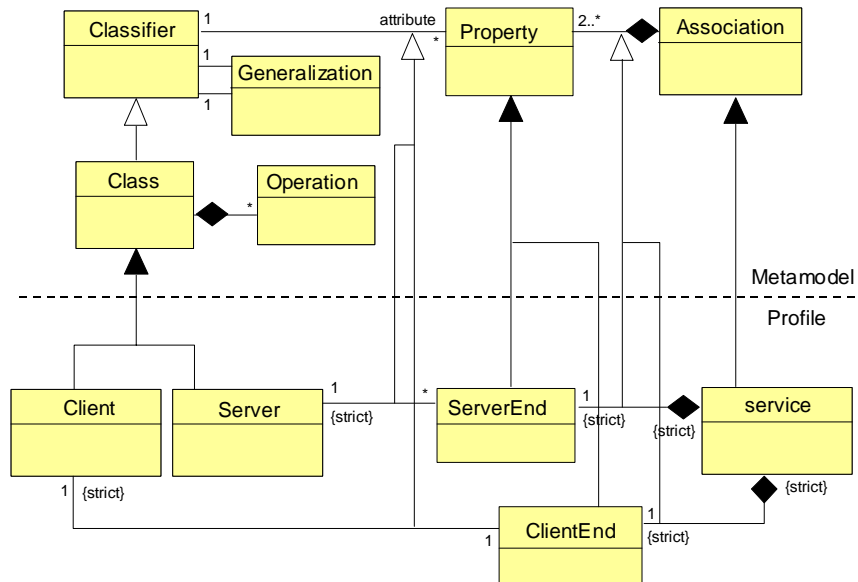 Classifier
1
attribute
*
Property
2..*
Association
1
1
Generalization
Class
*
Operation
Metamodel
Profile
Client
Server
1
{strict}
*
ServerEnd
1
{strict}
{strict}
service
1
{strict}
1
ClientEnd
1
{strict}
{strict}